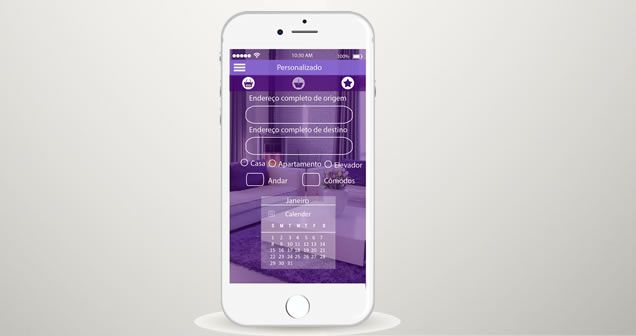 10:30 AM 100%
Personalizado
Endereço completo de origem
Endereço completo de destino
Casa Apartamento Elevador
Andar Cômodos
Janeiro
Calender
S M T W T F S
1 2 3 4 5 6 7
8 9 10 11 12 13 14
15 16 17 18 19 20 21
22 23 24 25 26 27 28
29 30 31